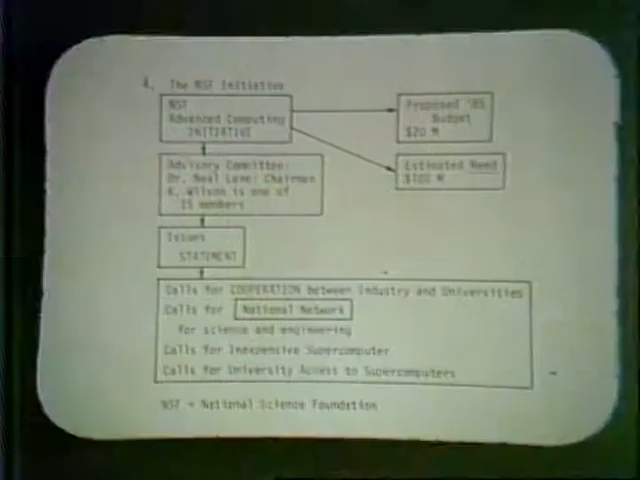 4. The NSF Initiative
NSF
Advanced Computing
INITIATIVE
Proposed '85
Budget
$20 M
Advisory Committee:
Dr. Neal Lane: Chairman
K. Wilson is one of
15 members
Estimated Need
$100 M
Issues
STATEMENT
Calls for COOPERATION between Industry and Universities
Calls for National Network
for science and engineering
Calls for Inexpensive Supercomputer
Calls for University Access to Supercomputers
NSF = National Science Foundation